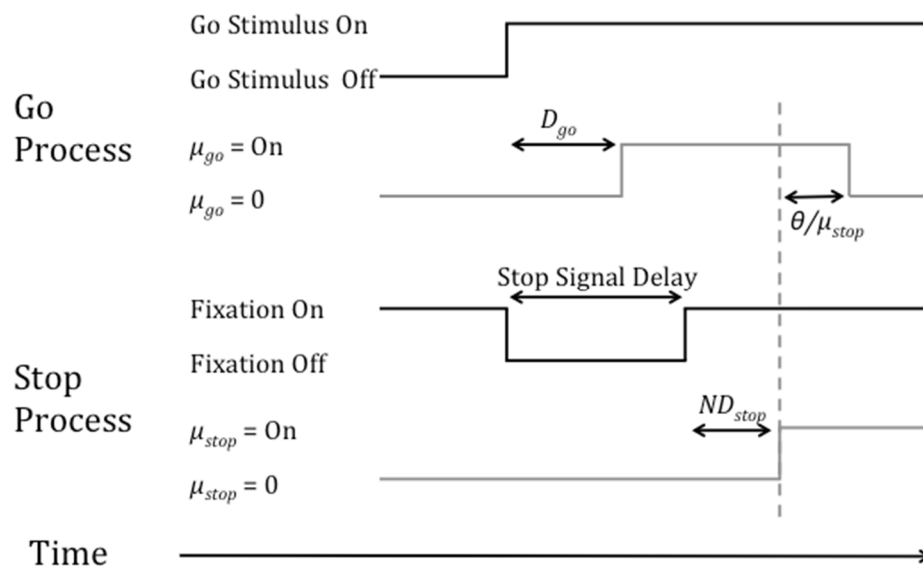 Go Stimulus On
Go Stimulus Off
Go
Process
D_go
μ_go = On
μ_go = 0
θ/μ_stop
Stop Signal Delay
Fixation On
Fixation Off
Stop
Process
ND_stop
μ_stop = On
μ_stop = 0
Time